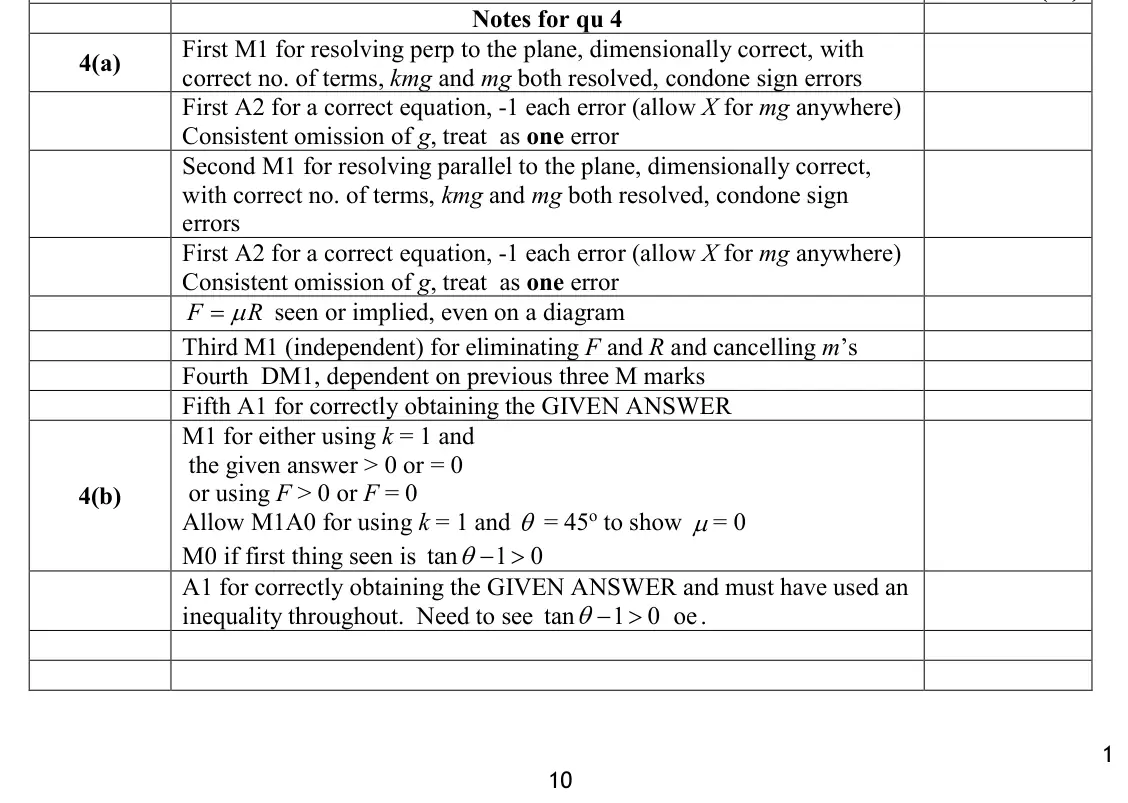 Notes for qu 4
4(a)
First M1 for resolving perp to the plane, dimensionally correct, with
correct no. of terms, kmg and mg both resolved, condone sign errors
First A2 for a correct equation, -1 each error (allow X for mg anywhere)
Consistent omission of g, treat as one error
Second M1 for resolving parallel to the plane, dimensionally correct,
with correct no. of terms, kmg and mg both resolved, condone sign
errors
First A2 for a correct equation, -1 each error (allow X for mg anywhere)
Consistent omission of g, treat as one error
F = μR seen or implied, even on a diagram
Third M1 (independent) for eliminating F and R and cancelling m’s
Fourth DM1, dependent on previous three M marks
Fifth A1 for correctly obtaining the GIVEN ANSWER
4(b)
M1 for either using k = 1 and
the given answer > 0 or = 0
or using F > 0 or F = 0
Allow M1A0 for using k = 1 and θ = 45º to show μ = 0
M0 if first thing seen is tan θ − 1 > 0
A1 for correctly obtaining the GIVEN ANSWER and must have used an
inequality throughout. Need to see tan θ − 1 > 0 oe.
1
10